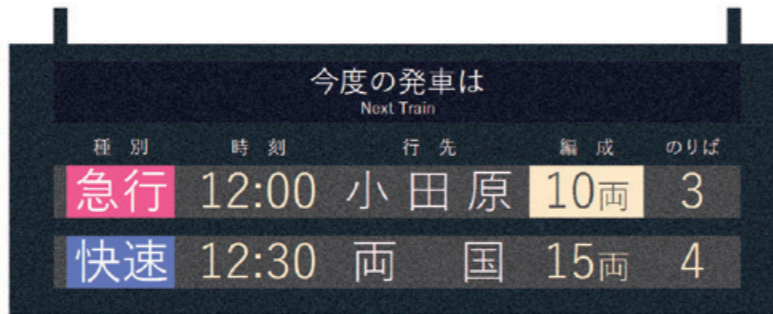 今度の発車は
Next Train
種別 時刻 行先 編成 のりば
急行 12:00 小田原 10両 3
快速 12:30 両国 15両 4